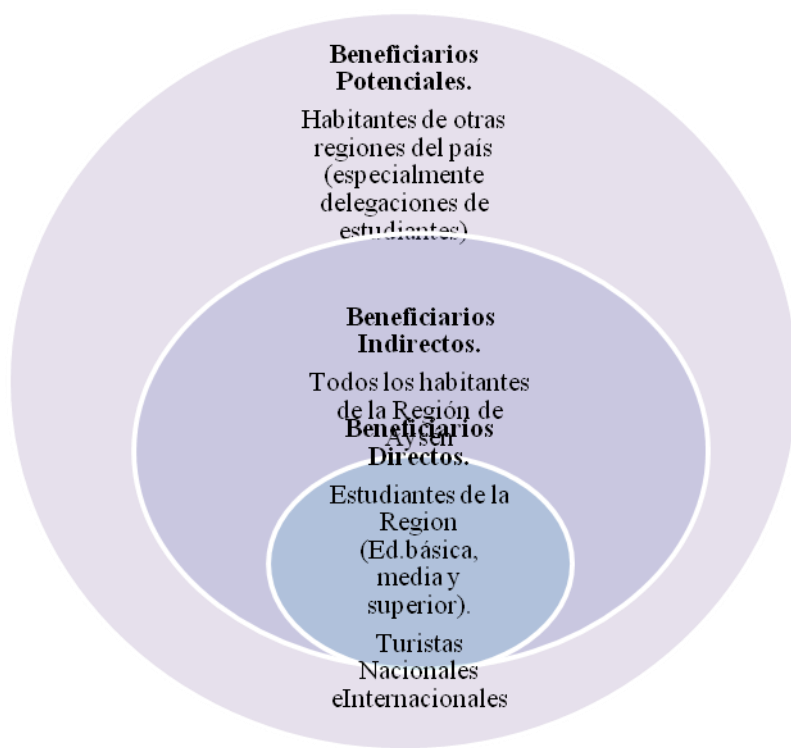 Beneficiarios
Potenciales.
Habitantes de otras
regiones del país
(especialmente
delegaciones de
estudiantes)
Beneficiarios
Indirectos.
Todos los habitantes
de la Región de
Aysén
Beneficiarios
Directos.
Estudiantes de la
Region
(Ed.básica,
media y
superior).
Turistas
Nacionales
eInternacionales